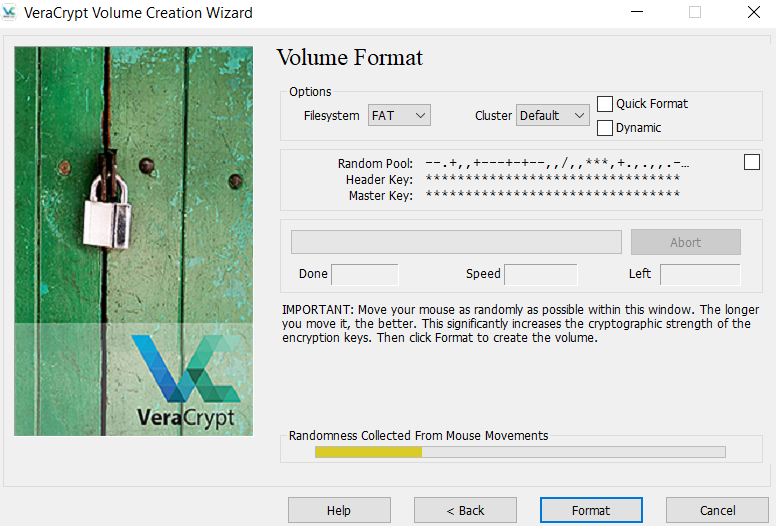 VeraCrypt Volume Creation Wizard
Volume Format
Options
Filesystem FAT Cluster Default Quick Format
Dynamic
Random Pool: --.+,,+---+-+--,,/,,***,+.,.,,.-...
Header Key: ********************************
Master Key: ********************************
Abort
Done Speed Left
IMPORTANT: Move your mouse as randomly as possible within this window. The longer
you move it, the better. This significantly increases the cryptographic strength of the
encryption keys. Then click Format to create the volume.
VeraCrypt
Randomness Collected From Mouse Movements
Help < Back Format Cancel